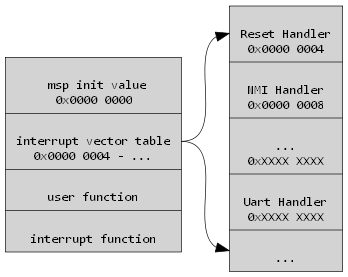 msp init value
0x0000 0000
interrupt vector table
0x0000 0004 - ...
user function
interrupt function
Reset Handler
0x0000 0004
NMI Handler
0x0000 0008
...
0xXXXX XXXX
Uart Handler
0xXXXX XXXX
...